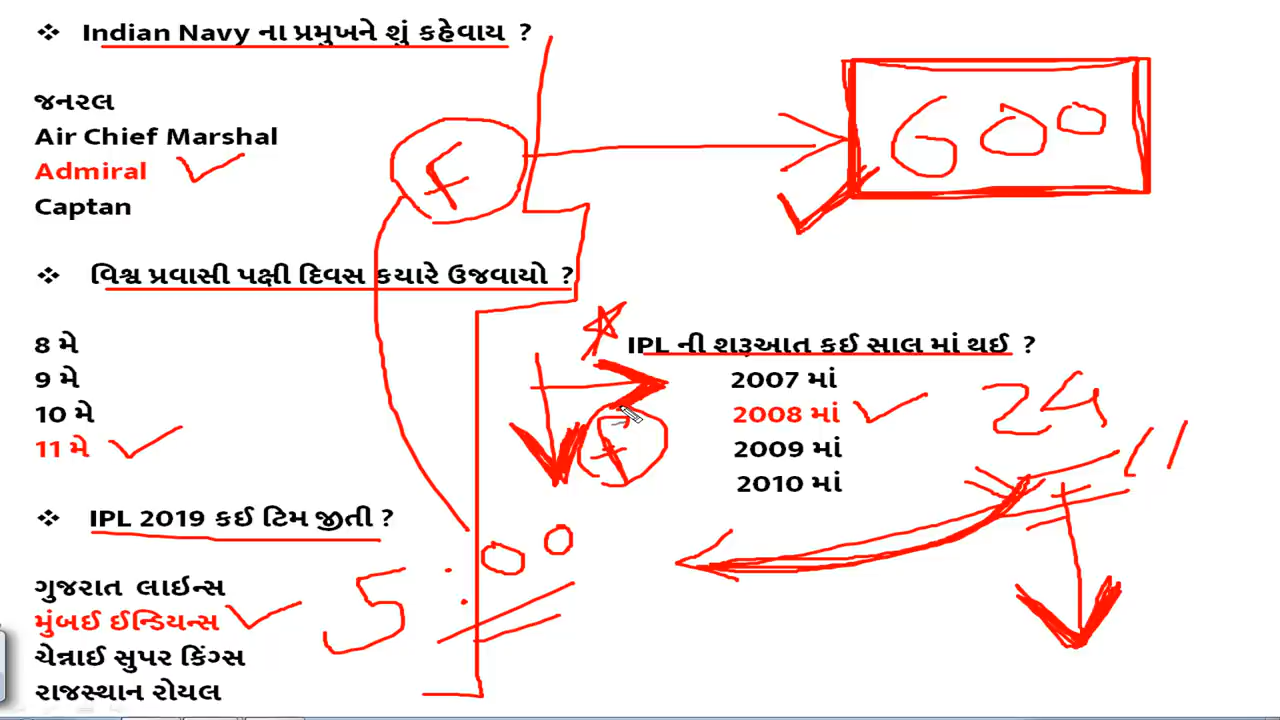 ❖ Indian Navy ના પ્રમુખને શું કહેવાય ?
જનરલ
Air Chief Marshal
Admiral
Captan
❖ વિશ્વ પ્રવાસી પક્ષી દિવસ કયારે ઉજવાયો ?
8 મે
9 મે
10 મે
11 મે
❖ IPL 2019 કઈ ટિમ જીતી ?
ગુજરાત લાઇન્સ
મુંબઈ ઈન્ડિયન્સ
ચેન્નાઈ સુપર કિંગ્સ
રાજસ્થાન રોયલ
IPL ની શરૂઆત કઈ સાલ માં થઈ ?
2007 માં
2008 માં
2009 માં
2010 માં
600
24
500